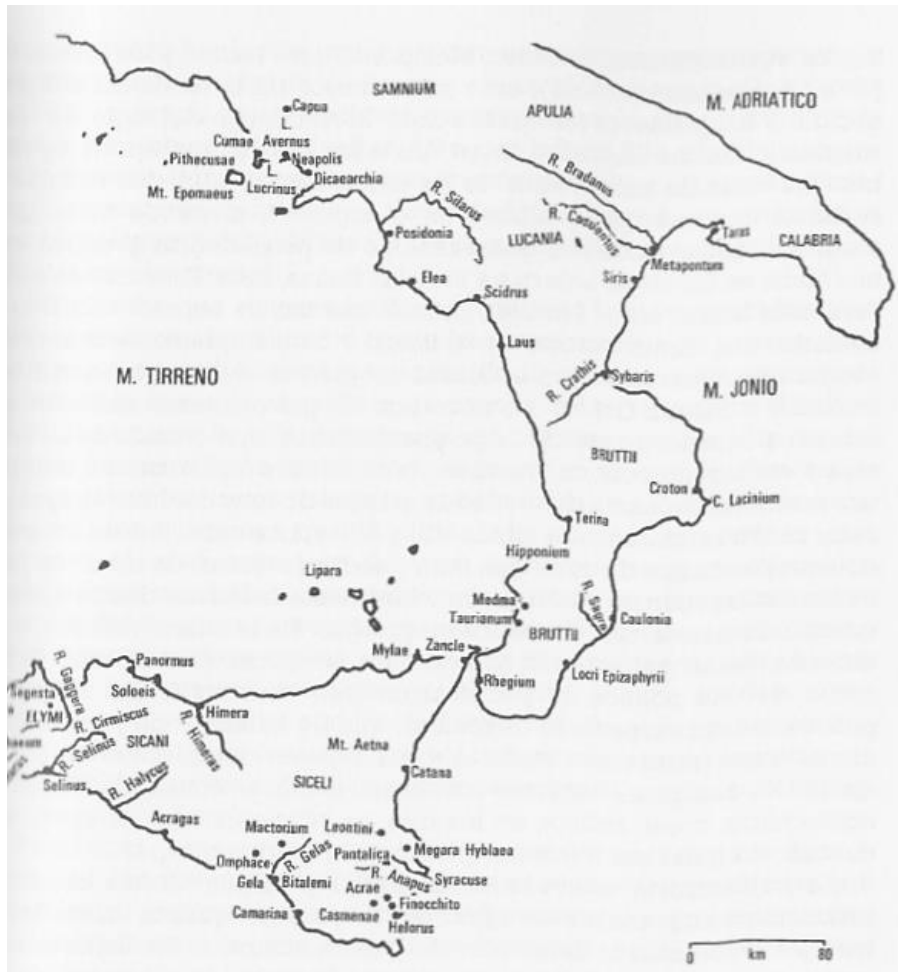 SAMNIUM
M. ADRIATICO
Capua
APULIA
L.
Cumae Avernus
Pithecusae
Neapolis
L.
Lucrinus
Dicaearchia
Mt. Epomaeus
R. Bradamus
R. Silarus
R. Casuentus
LUCANIA
Taras
CALABRIA
Posidonia
Metapontum
Elea
Siris
Scidrus
Laus
M. TIRRENO
R. Crathis
Sybaris
M. JONIO
BRUTTII
Croton
C. Lacinium
Terina
Hipponium
Lipara
Medma
Taurianum
R. Sagra
BRUTTII
Caulonia
Mylae
Zancle
Panormus
Locri Epizaphyrii
Rhegium
R. Gaggera
Soloeis
Segesta
Himera
ELYMI
R. Cirmiscus
R. Himeras
R. Selinus
SICANI
Mt. Aetna
Selinus
R. Halycus
SICELI
Catana
Acragas
Mactorium
Leontini
Megara Hyblaea
Omphace
R. Gelas
Pantalica
R. Anapus
Syracuse
Gela
Bitalemi
Acrae
Finocchito
Camarina
Casmenae
Helorus
0 km 80